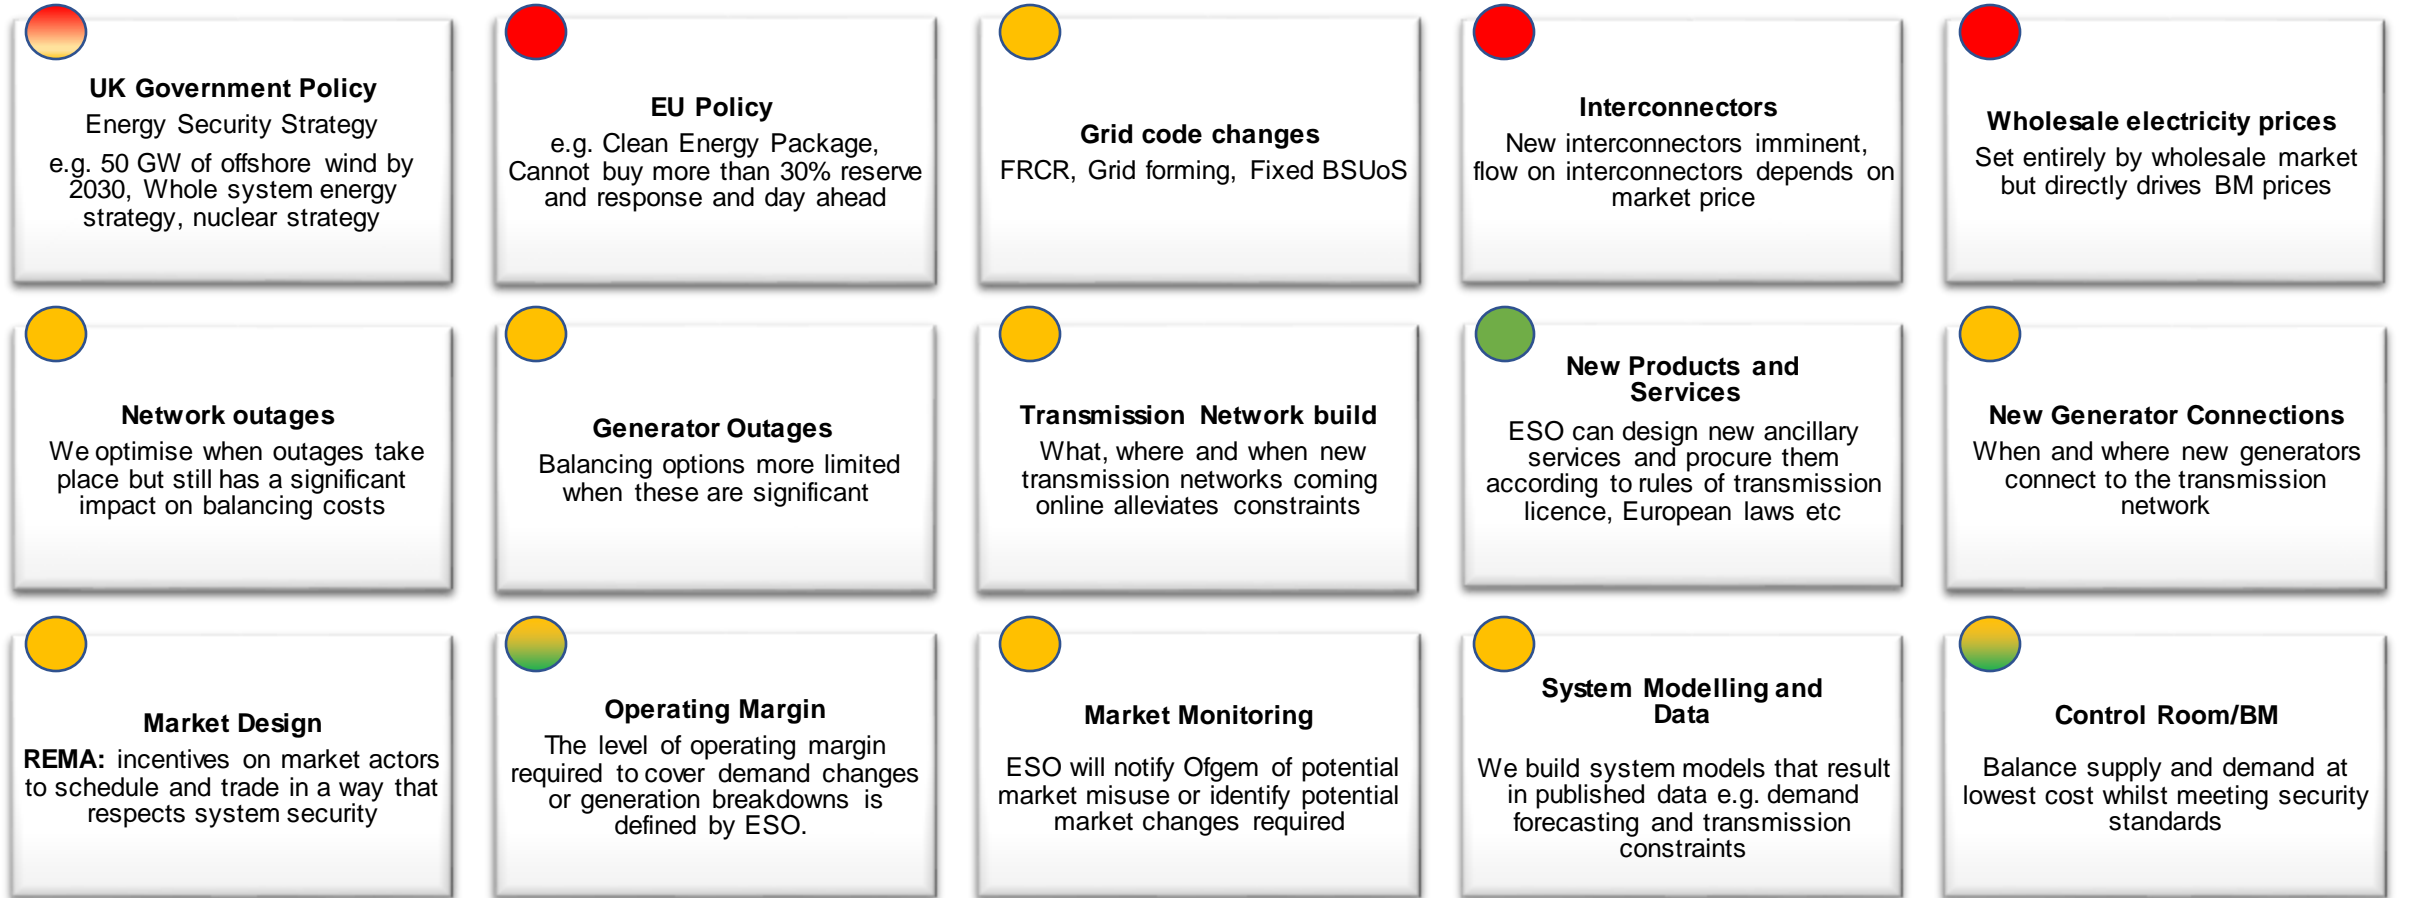 UK Government Policy
Energy Security Strategy
e.g. 50 GW of offshore wind by
2030, Whole system energy
strategy, nuclear strategy
EU Policy
e.g. Clean Energy Package,
Cannot buy more than 30% reserve
and response and day ahead
Grid code changes
FRCR, Grid forming, Fixed BSUoS
Interconnectors
New interconnectors imminent,
flow on interconnectors depends on
market price
Wholesale electricity prices
Set entirely by wholesale market
but directly drives BM prices
Network outages
We optimise when outages take
place but still has a significant
impact on balancing costs
Generator Outages
Balancing options more limited
when these are significant
Transmission Network build
What, where and when new
transmission networks coming
online alleviates constraints
New Products and
Services
ESO can design new ancillary
services and procure them
according to rules of transmission
licence, European laws etc
New Generator Connections
When and where new generators
connect to the transmission
network
Market Design
REMA: incentives on market actors
to schedule and trade in a way that
respects system security
Operating Margin
The level of operating margin
required to cover demand changes
or generation breakdowns is
defined by ESO.
Market Monitoring
ESO will notify Ofgem of potential
market misuse or identify potential
market changes required
System Modelling and
Data
We build system models that result
in published data e.g. demand
forecasting and transmission
constraints
Control Room/BM
Balance supply and demand at
lowest cost whilst meeting security
standards